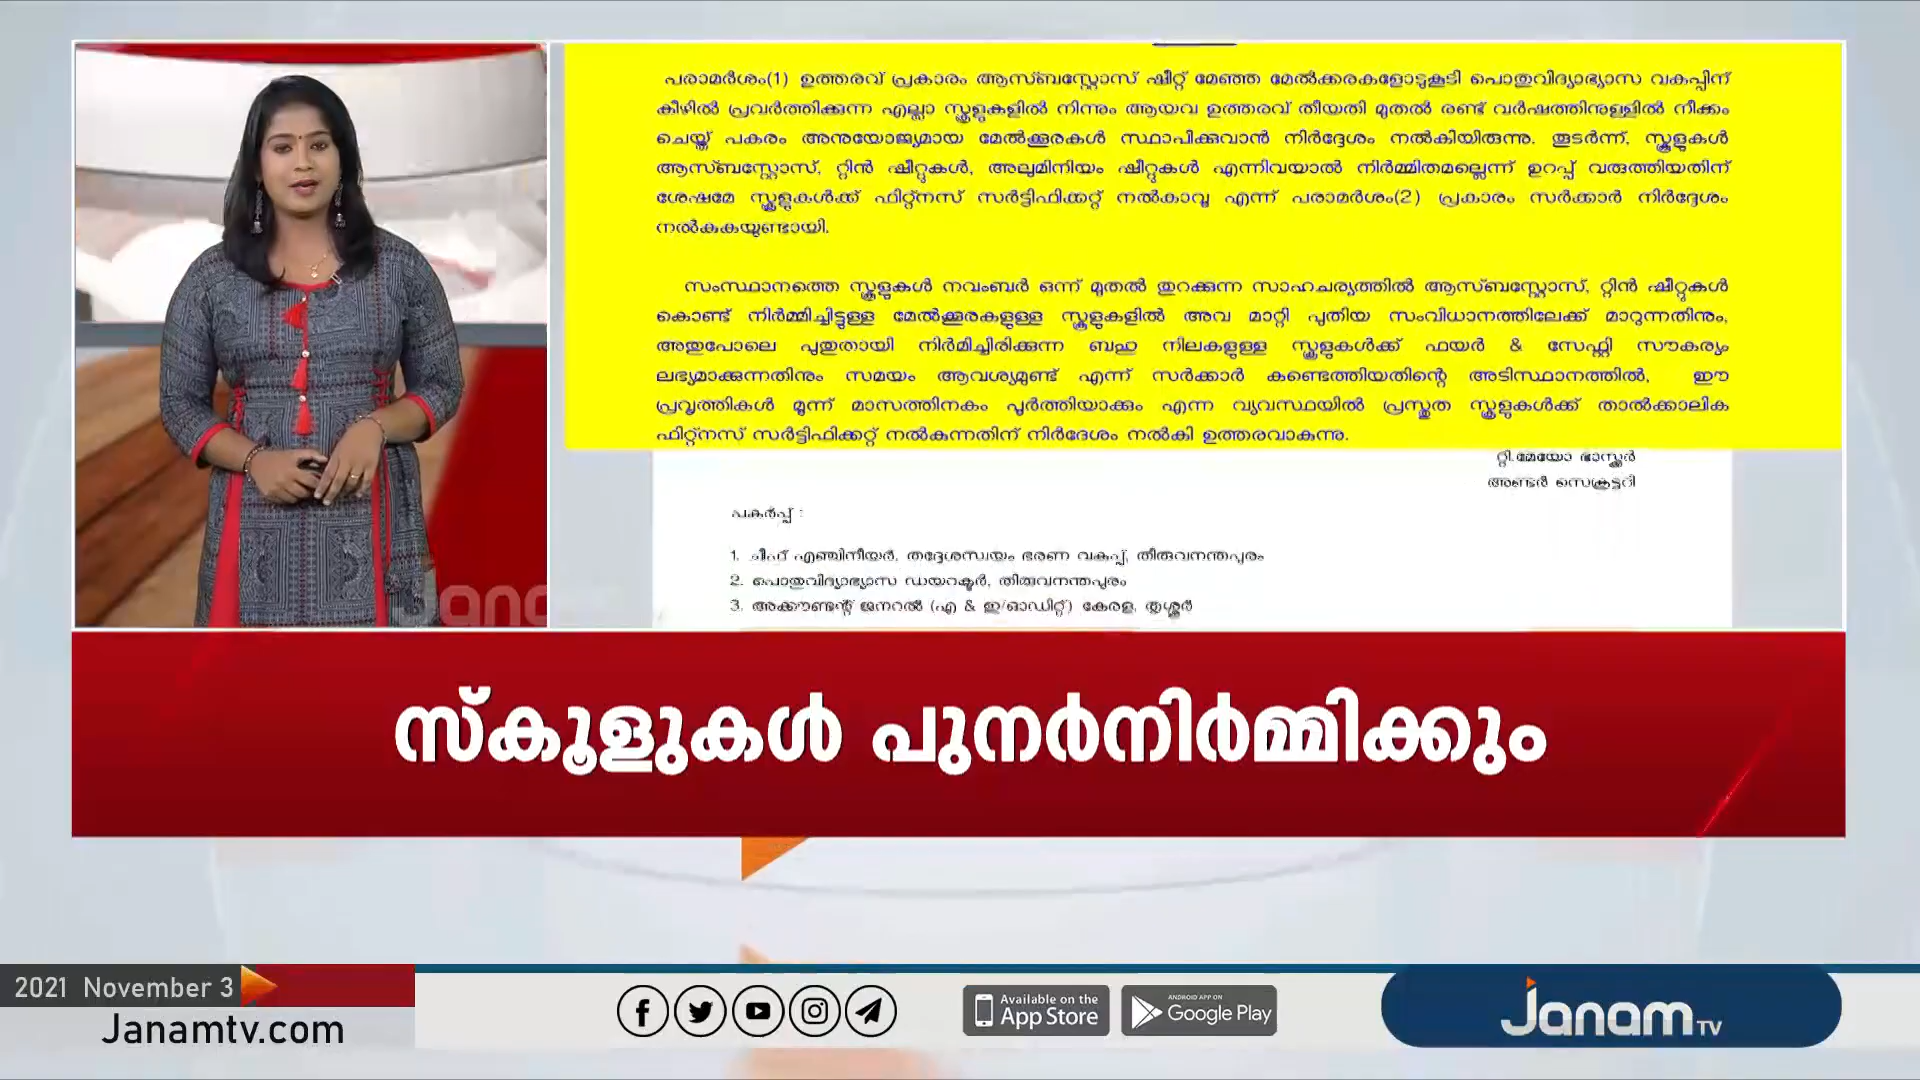 പരാമർശം(1) ഉത്തരവ് പ്രകാരം ആസ്ബസ്റ്റോസ് ഷീറ്റ് മേഞ്ഞ മേൽക്കരകളോടുകൂടി പൊതുവിദ്യാഭ്യാസ വകുപ്പിന്
കീഴിൽ പ്രവർത്തിക്കുന്ന എല്ലാ സ്കൂളുകളിൽ നിന്നും ആയവ ഉത്തരവ് തീയതി മുതൽ രണ്ട് വർഷത്തിനുള്ളിൽ നീക്കം
ചെയ്ത് പകരം അനുയോജ്യമായ മേൽക്കൂരകൾ സ്ഥാപിക്കുവാൻ നിർദ്ദേശം നൽകിയിരുന്നു. തുടർന്ന്, സ്കൂളുകൾ
ആസ്ബസ്റ്റോസ്, റ്റിൻ ഷീറ്റുകൾ, അലുമിനിയം ഷീറ്റുകൾ എന്നിവയാൽ നിർമ്മിതമല്ലെന്ന് ഉറപ്പ് വരുത്തിയതിന്
ശേഷമേ സ്കൂളുകൾക്ക് ഫിറ്റ്നസ് സർട്ടിഫിക്കറ്റ് നൽകാവൂ എന്ന് പരാമർശം(2) പ്രകാരം സർക്കാർ നിർദ്ദേശം
നൽകുകയുണ്ടായി.
സംസ്ഥാനത്തെ സ്കൂളുകൾ നവംബർ ഒന്ന് മുതൽ തുറക്കുന്ന സാഹചര്യത്തിൽ ആസ്ബസ്റ്റോസ്, റ്റിൻ ഷീറ്റുകൾ
കൊണ്ട് നിർമ്മിച്ചിട്ടുള്ള മേൽക്കൂരകളുള്ള സ്കൂളുകളിൽ അവ മാറ്റി പുതിയ സംവിധാനത്തിലേക്ക് മാറുന്നതിനും,
അതുപോലെ പുതുതായി നിർമിച്ചിരിക്കുന്ന ബഹു നിലകളുള്ള സ്കൂളുകൾക്ക് ഫയർ & സേഫ്റ്റി സൗകര്യം
ലഭ്യമാക്കുന്നതിനും സമയം ആവശ്യമുണ്ട് എന്ന് സർക്കാർ കണ്ടെത്തിയതിന്റെ അടിസ്ഥാനത്തിൽ, ഈ
പ്രവൃത്തികൾ മൂന്ന് മാസത്തിനകം പൂർത്തിയാക്കും എന്ന വ്യവസ്ഥയിൽ പ്രസ്തുത സ്കൂളുകൾക്ക് താൽക്കാലിക
ഫിറ്റ്നസ് സർട്ടിഫിക്കറ്റ് നൽകുന്നതിന് നിർദേശം നൽകി ഉത്തരവാകുന്നു.
റ്റി.മേയോ ഭാസ്ക്കർ
അണ്ടർ സെക്രട്ടറി
പകർപ്പ് :
1. ചീഫ് എഞ്ചിനീയർ, തദ്ദേശസ്വയം ഭരണ വകുപ്പ്, തിരുവനന്തപുരം
2. പൊതുവിദ്യാഭ്യാസ ഡയറക്ടർ, തിരുവനന്തപുരം
3. അക്കൗണ്ടന്റ് ജനറൽ (എ & ഇ/ഓഡിറ്റ്) കേരള, തൃശ്ശൂർ
സ്കൂളുകൾ പുനർനിർമ്മിക്കും
2021 November 3
Janamtv.com
Available on the
App Store
ANDROID APP ON
Google Play
Janam TV